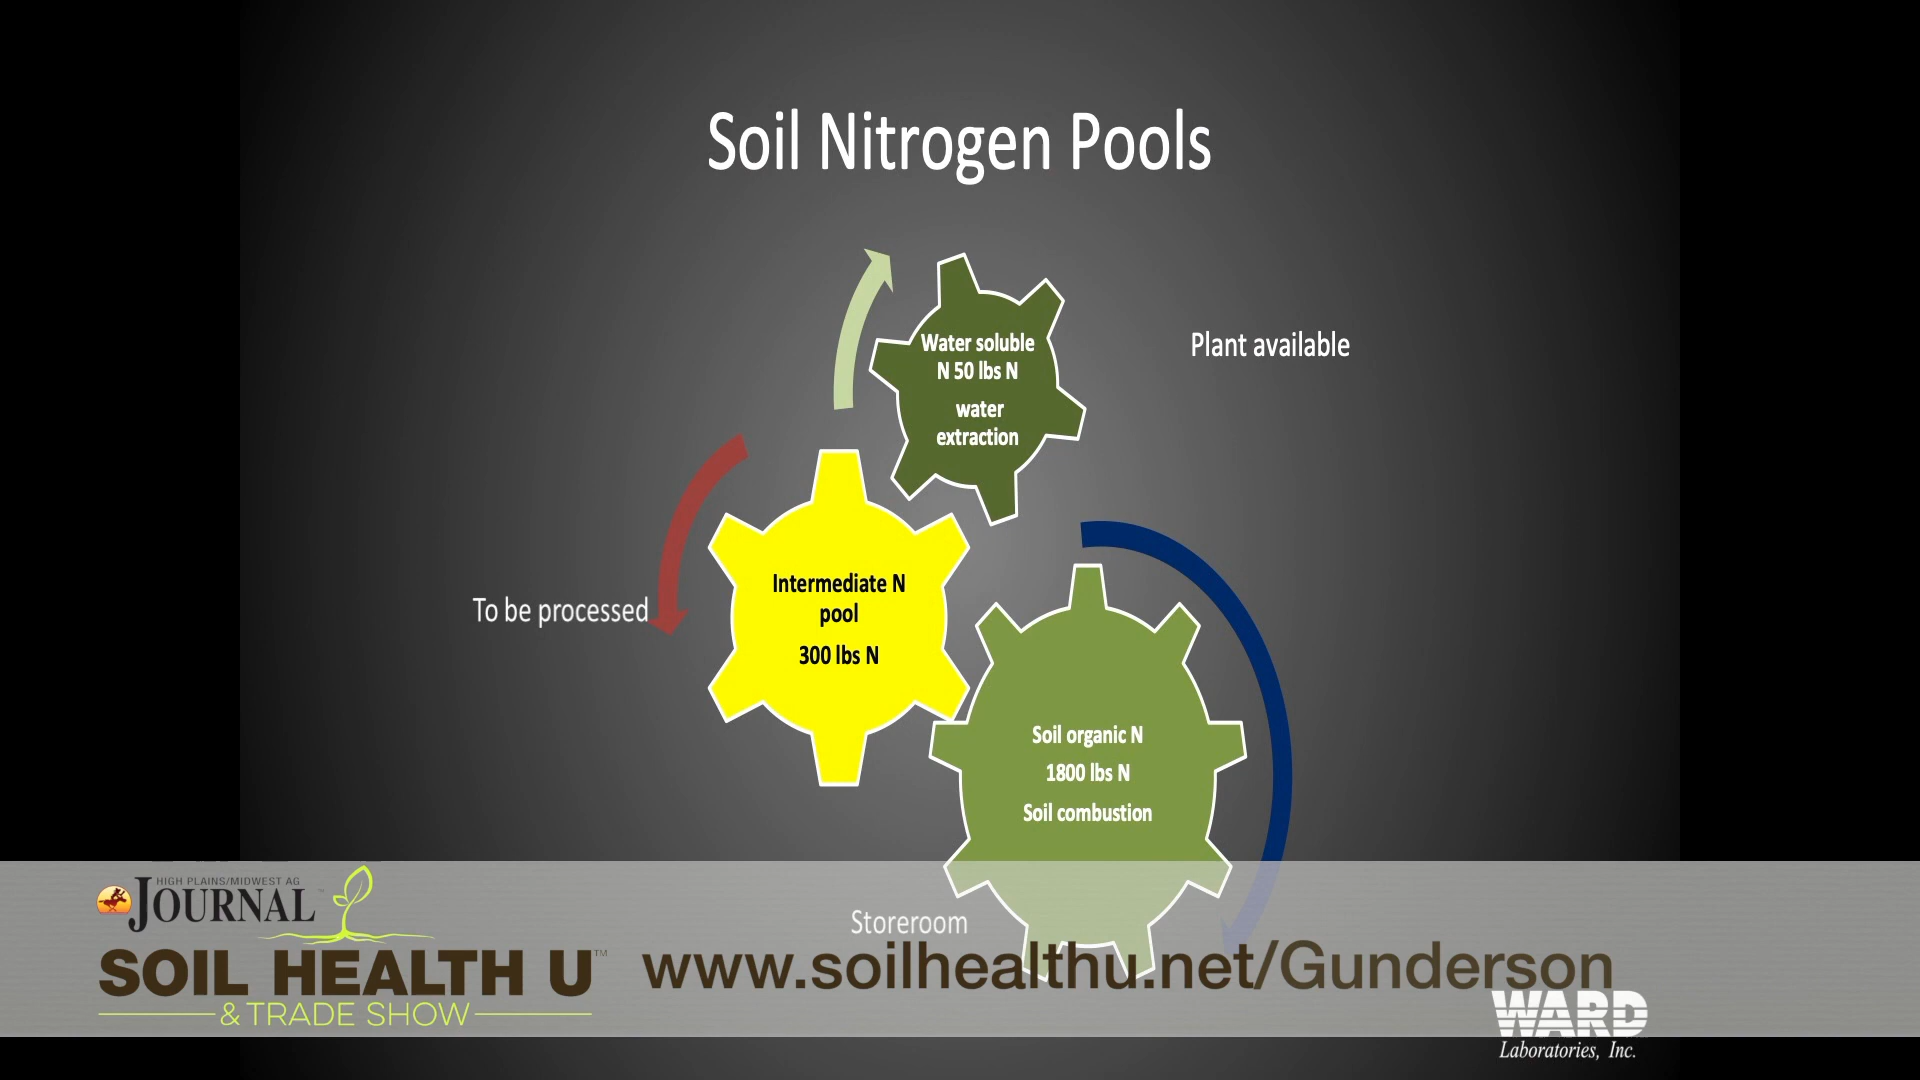 Soil Nitrogen Pools
Water soluble
N 50 lbs N
water
extraction
Plant available
To be processed
Intermediate N
pool
300 lbs N
Soil organic N
1800 lbs N
Soil combustion
Storeroom
HIGH PLAINS/MIDWEST AG
JOURNAL
SOIL HEALTH U™
& TRADE SHOW
www.soilhealthu.net/Gunderson
WARD
Laboratories, Inc.